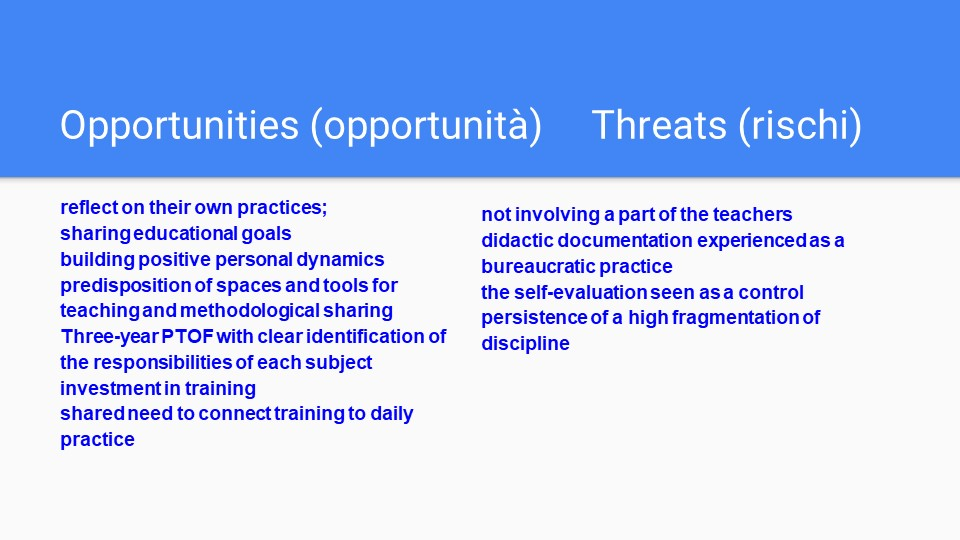 Opportunities (opportunità) Threats (rischi)
reflect on their own practices;
sharing educational goals
building positive personal dynamics
predisposition of spaces and tools for
teaching and methodological sharing
Three-year PTOF with clear identification of
the responsibilities of each subject
investment in training
shared need to connect training to daily
practice
not involving a part of the teachers
didactic documentation experienced as a
bureaucratic practice
the self-evaluation seen as a control
persistence of a high fragmentation of
discipline